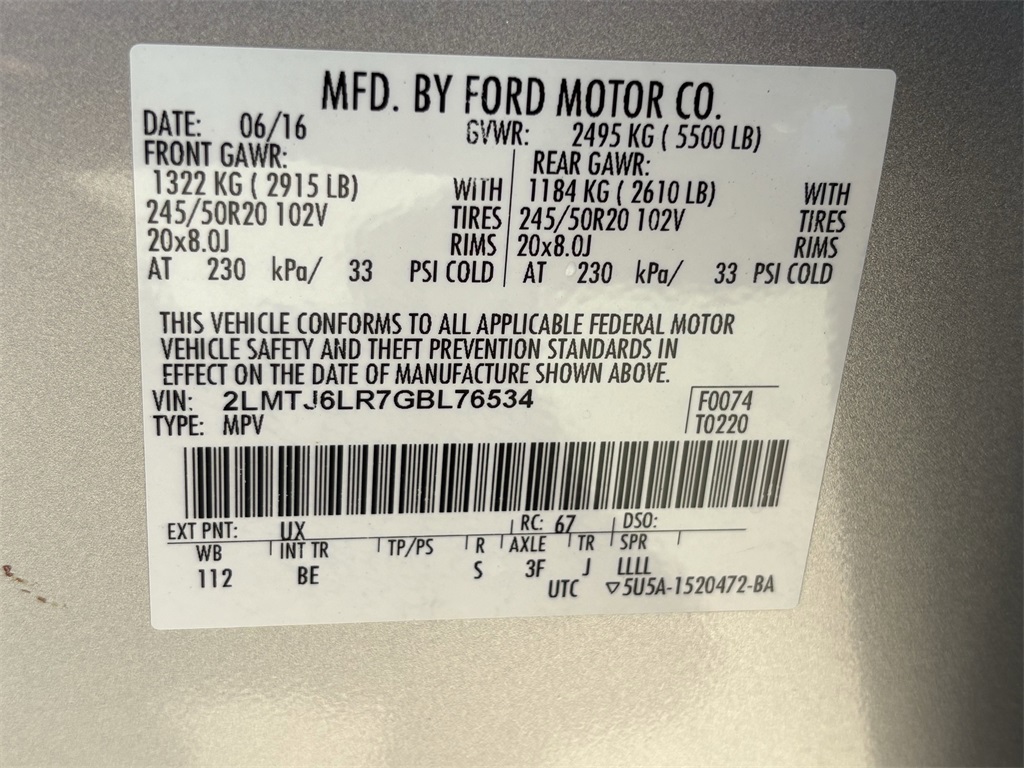 MFD. BY FORD MOTOR CO.
DATE: 06/16 GVWR: 2495 KG ( 5500 LB)
FRONT GAWR: REAR GAWR:
1322 KG ( 2915 LB) WITH 1184 KG ( 2610 LB) WITH
245/50R20 102V TIRES 245/50R20 102V TIRES
20x8.0J RIMS 20x8.0J RIMS
AT 230 kPa/ 33 PSI COLD AT 230 kPa/ 33 PSI COLD
THIS VEHICLE CONFORMS TO ALL APPLICABLE FEDERAL MOTOR
VEHICLE SAFETY AND THEFT PREVENTION STANDARDS IN
EFFECT ON THE DATE OF MANUFACTURE SHOWN ABOVE.
VIN: 2LMTJ6LR7GBL76534 F0074
TYPE: MPV T0220
EXT PNT: UX RC: 67 DSO:
WB INT TR TP/PS R AXLE TR SPR
112 BE S 3F J LLLL
UTC ▽5U5A-1520472-BA